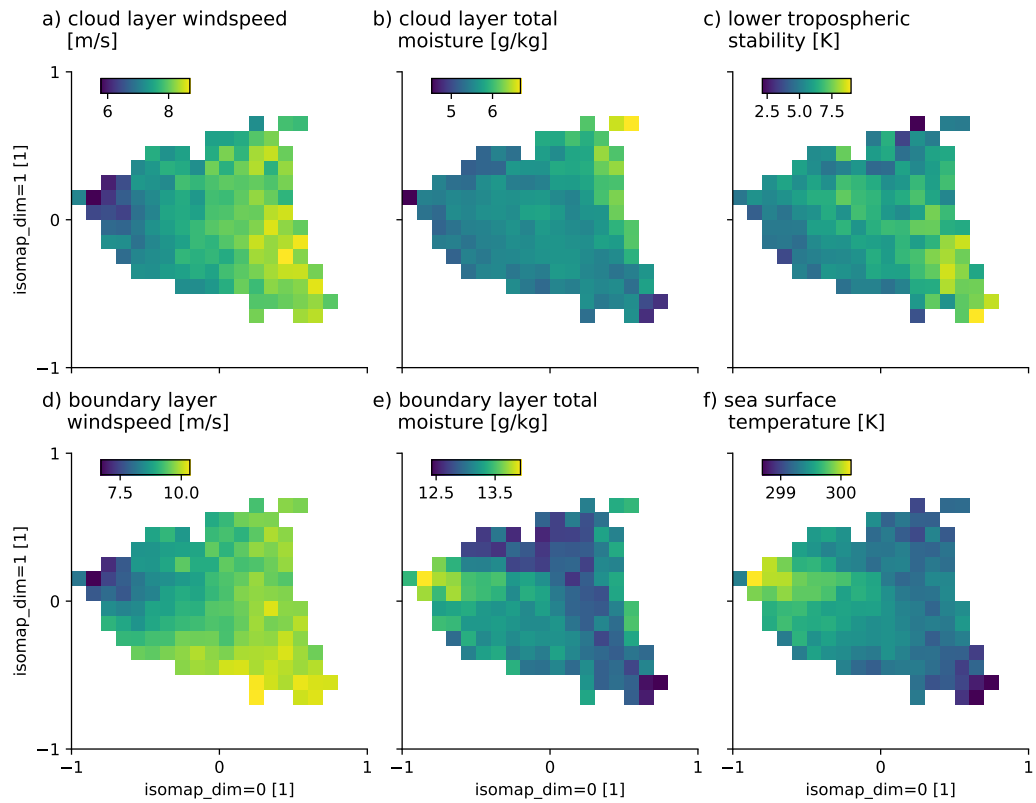 a) cloud layer windspeed
[m/s]
b) cloud layer total
moisture [g/kg]
c) lower tropospheric
stability [K]
6 8
5 6
2.5 5.0 7.5
1
0
−1
isomap_dim=1 [1]
d) boundary layer
windspeed [m/s]
e) boundary layer total
moisture [g/kg]
f) sea surface
temperature [K]
7.5 10.0
12.5 13.5
299 300
1
0
−1
isomap_dim=1 [1]
−1 0 1
−1 0 1
−1 0 1
isomap_dim=0 [1]
isomap_dim=0 [1]
isomap_dim=0 [1]